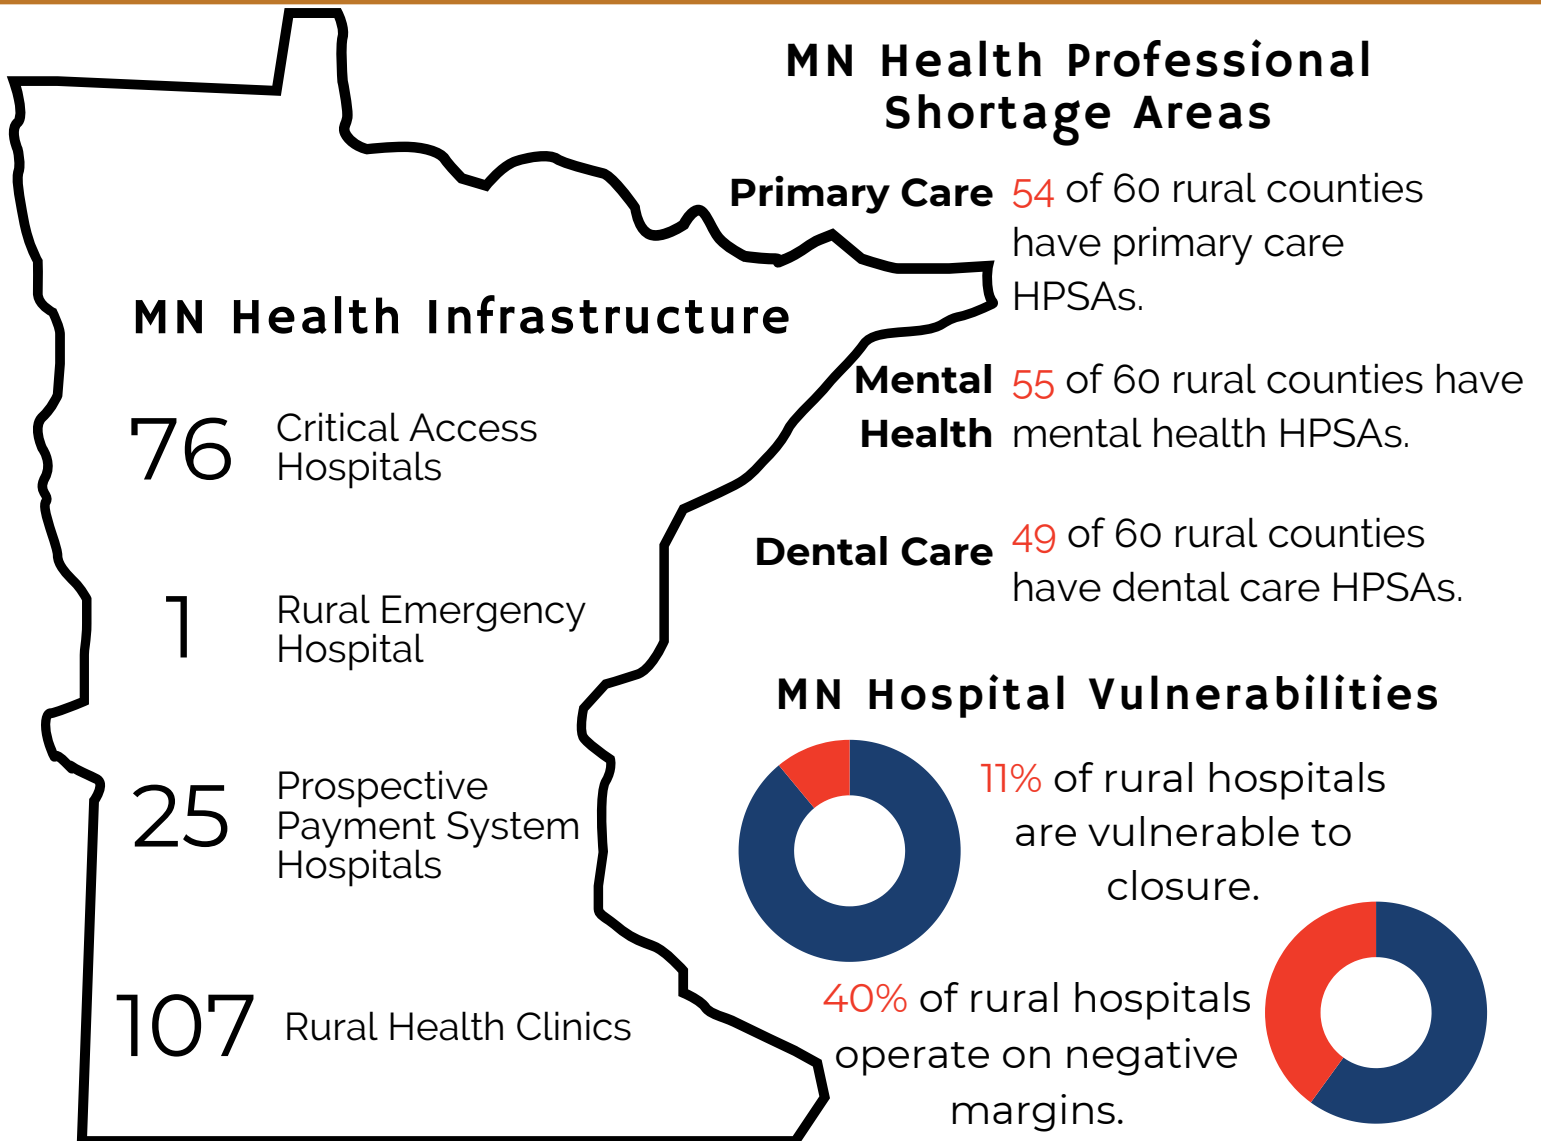 MN Health Professional
Shortage Areas
Primary Care
54 of 60 rural counties
have primary care
HPSAs.
Mental
Health
55 of 60 rural counties have
mental health HPSAs.
Dental Care
49 of 60 rural counties
have dental care HPSAs.
MN Health Infrastructure
76
Critical Access
Hospitals
1
Rural Emergency
Hospital
25
Prospective
Payment System
Hospitals
107
Rural Health Clinics
MN Hospital Vulnerabilities
11% of rural hospitals
are vulnerable to
closure.
40% of rural hospitals
operate on negative
margins.